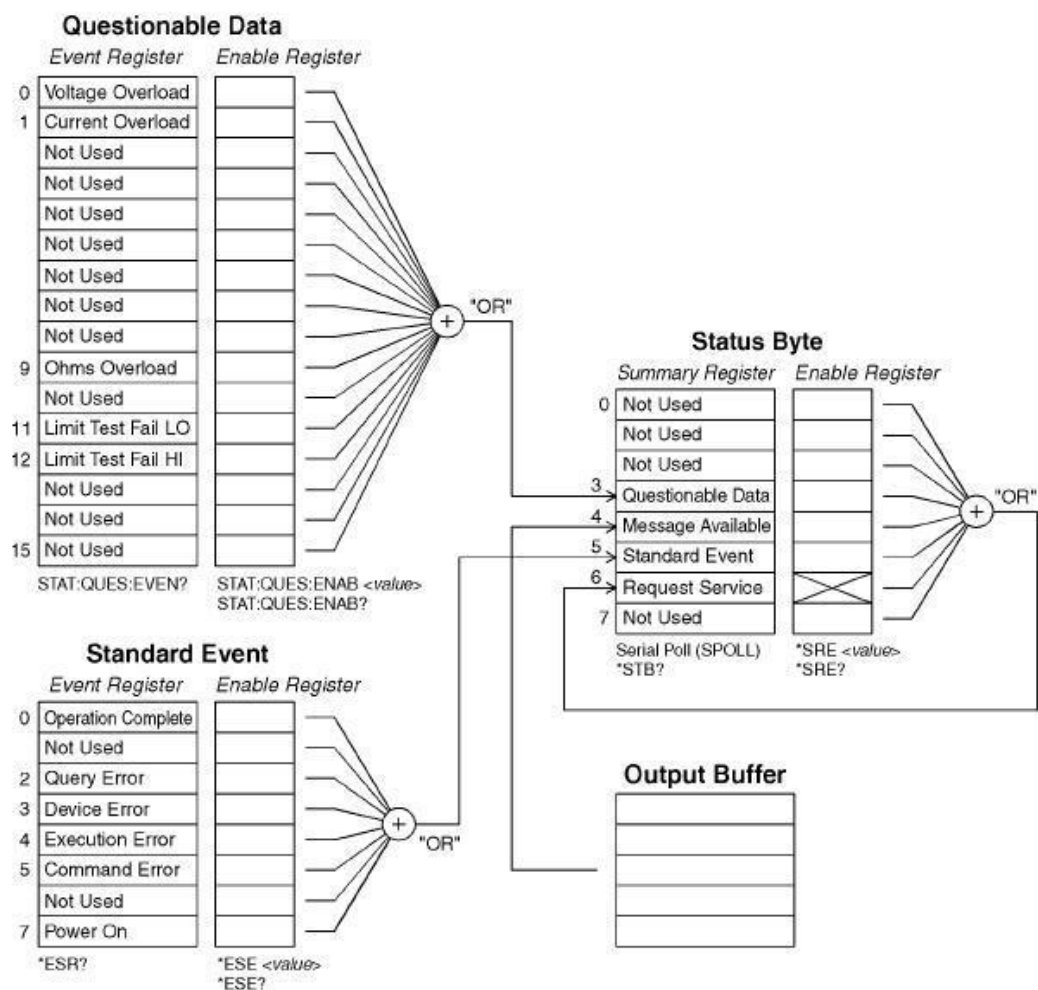 Questionable Data
Event Register Enable Register
0 Voltage Overload
1 Current Overload
Not Used
Not Used
Not Used
Not Used
Not Used
Not Used
Not Used
9 Ohms Overload
Not Used
11 Limit Test Fail LO
12 Limit Test Fail HI
Not Used
Not Used
15 Not Used
"OR"
STAT:QUES:EVEN? STAT:QUES:ENAB <value>
STAT:QUES:ENAB?
Status Byte
Summary Register Enable Register
0 Not Used
Not Used
Not Used
3 Questionable Data
4 Message Available
5 Standard Event
6 Request Service
7 Not Used
"OR"
Serial Poll (SPOLL) *SRE <value>
*STB? *SRE?
Standard Event
Event Register Enable Register
0 Operation Complete
Not Used
2 Query Error
3 Device Error
4 Execution Error
5 Command Error
Not Used
7 Power On
"OR"
*ESR? *ESE <value>
*ESE?
Output Buffer